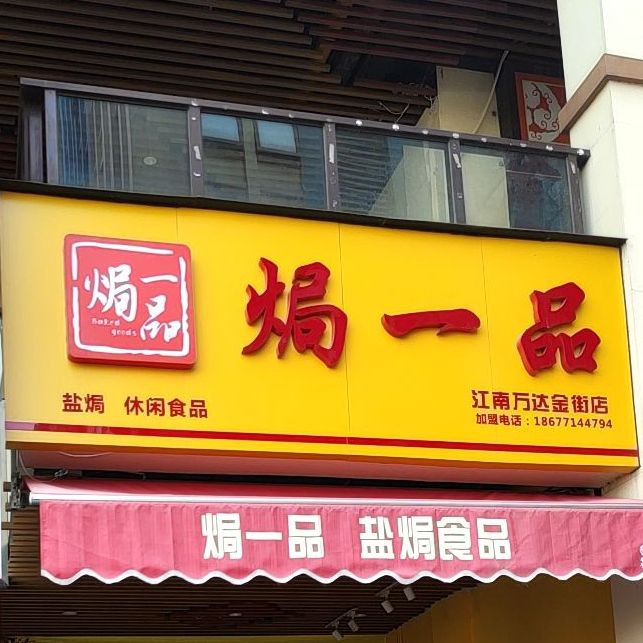 焗一品
Baked
goods
焗一品
盐焗 休闲食品
江南万达金街店
加盟电话：18677144794
焗一品 盐焗食品